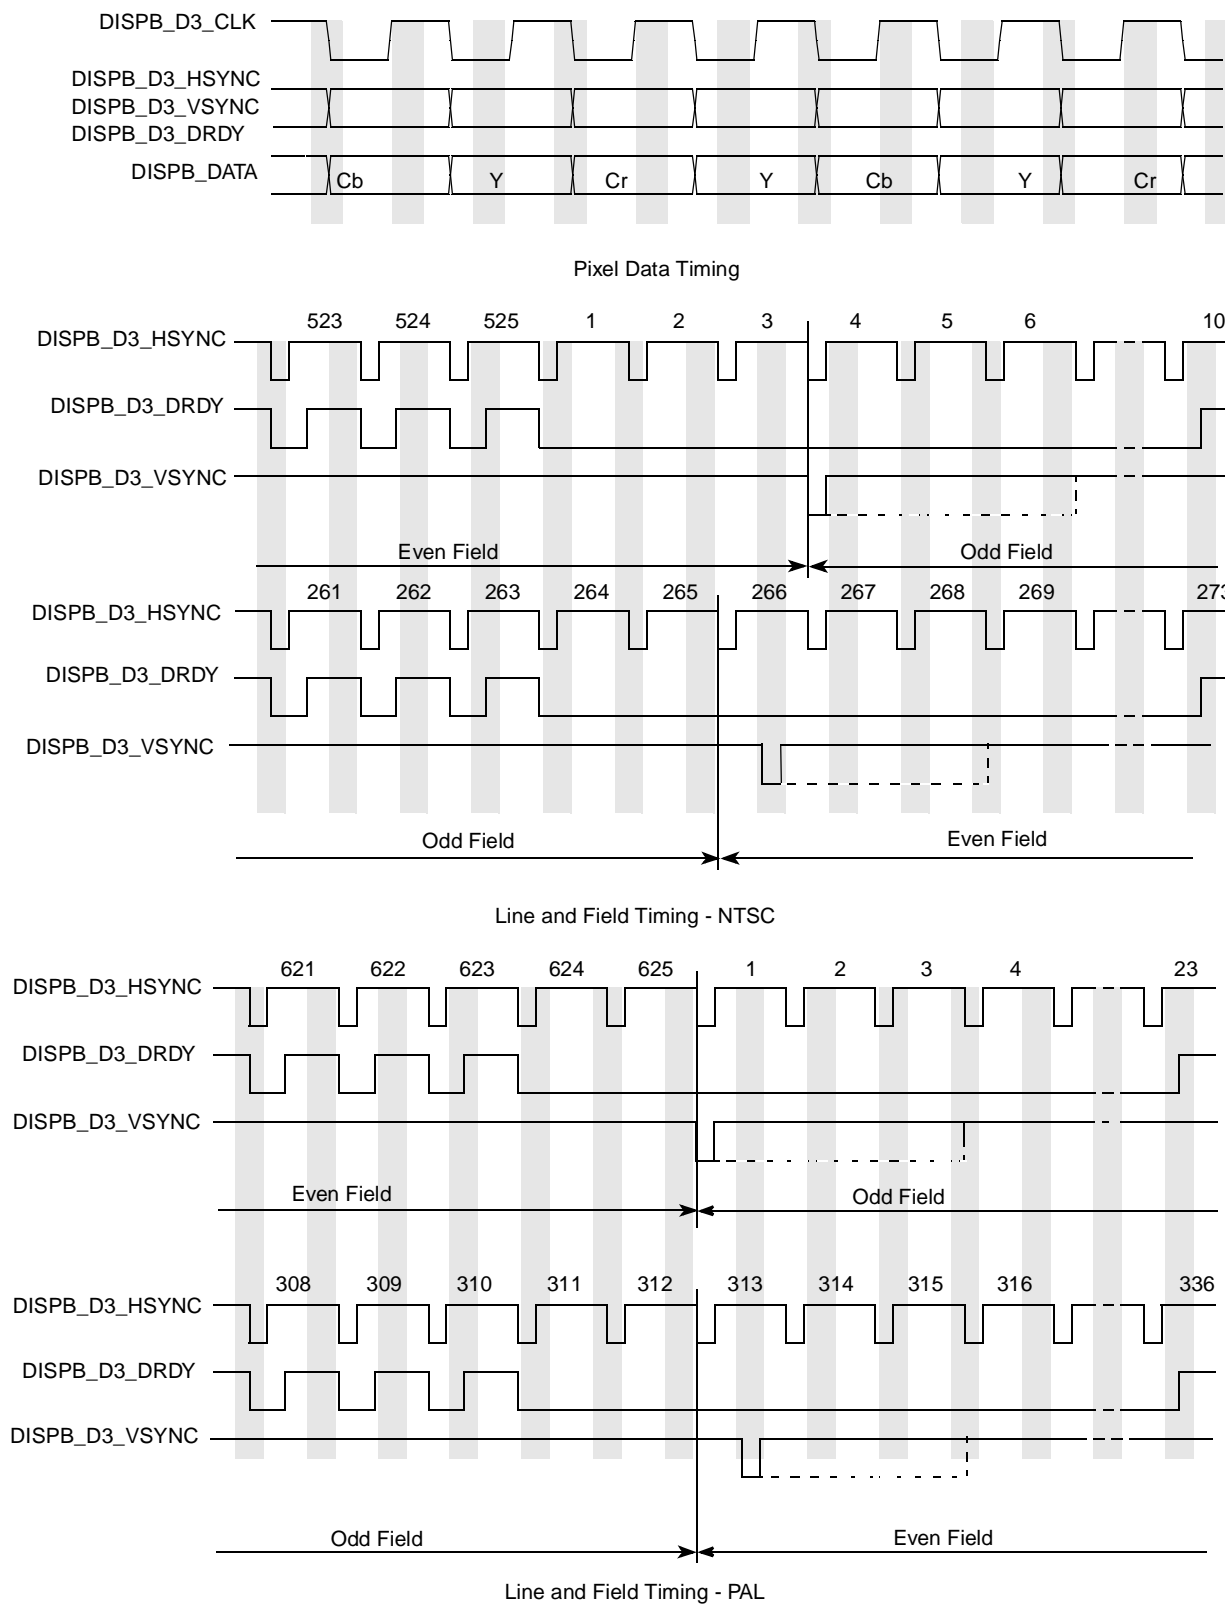 DISPB_D3_CLK
DISPB_D3_HSYNC
DISPB_D3_VSYNC
DISPB_D3_DRDY
DISPB_DATA Cb Y Cr Y Cb Y Cr
Pixel Data Timing
523 524 525 1 2 3 4 5 6 10
DISPB_D3_HSYNC
DISPB_D3_DRDY
DISPB_D3_VSYNC
Even Field Odd Field
261 262 263 264 265 266 267 268 269 273
DISPB_D3_HSYNC
DISPB_D3_DRDY
DISPB_D3_VSYNC
Odd Field Even Field
Line and Field Timing - NTSC
621 622 623 624 625 1 2 3 4 23
DISPB_D3_HSYNC
DISPB_D3_DRDY
DISPB_D3_VSYNC
Even Field Odd Field
308 309 310 311 312 313 314 315 316 336
DISPB_D3_HSYNC
DISPB_D3_DRDY
DISPB_D3_VSYNC
Odd Field Even Field
Line and Field Timing - PAL